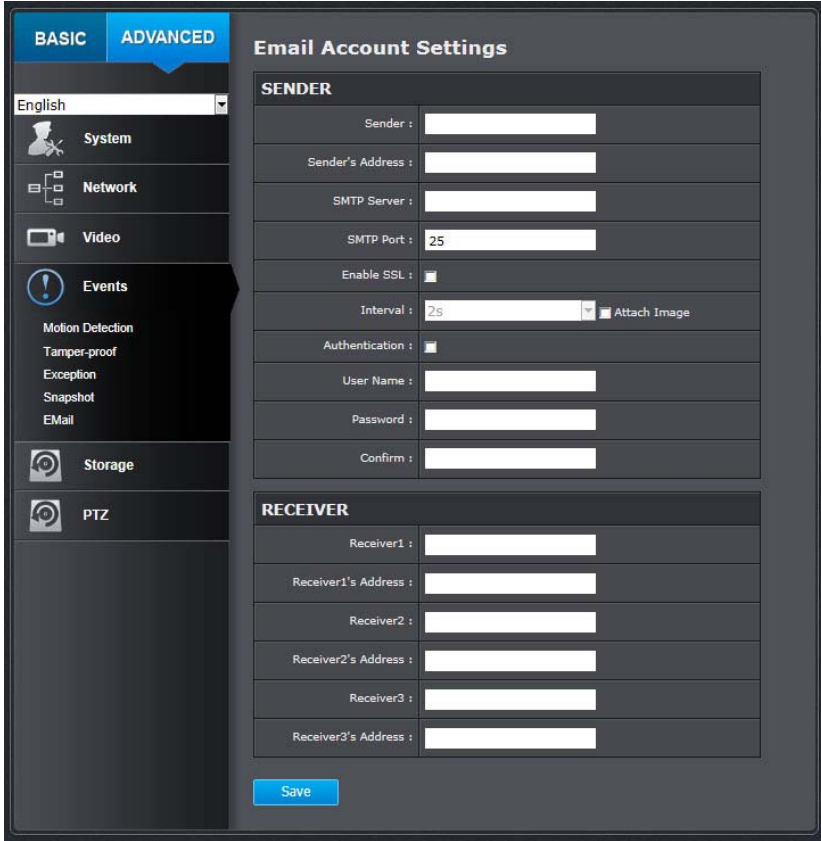 BASIC
ADVANCED
English
System
Network
Video
Events
Motion Detection
Tamper-proof
Exception
Snapshot
EMail
Storage
PTZ
Email Account Settings
SENDER
Sender :
Sender's Address :
SMTP Server :
SMTP Port : 25
Enable SSL :
Interval : 2s Attach Image
Authentication :
User Name :
Password :
Confirm :
RECEIVER
Receiver1 :
Receiver1's Address :
Receiver2 :
Receiver2's Address :
Receiver3 :
Receiver3's Address :
Save